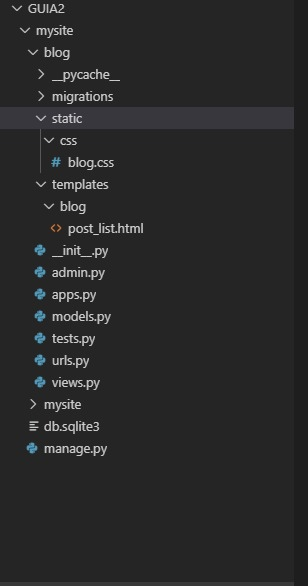 GUIA2
mysite
blog
__pycache__
migrations
static
css
# blog.css
templates
blog
<> post_list.html
__init__.py
admin.py
apps.py
models.py
tests.py
urls.py
views.py
mysite
db.sqlite3
manage.py